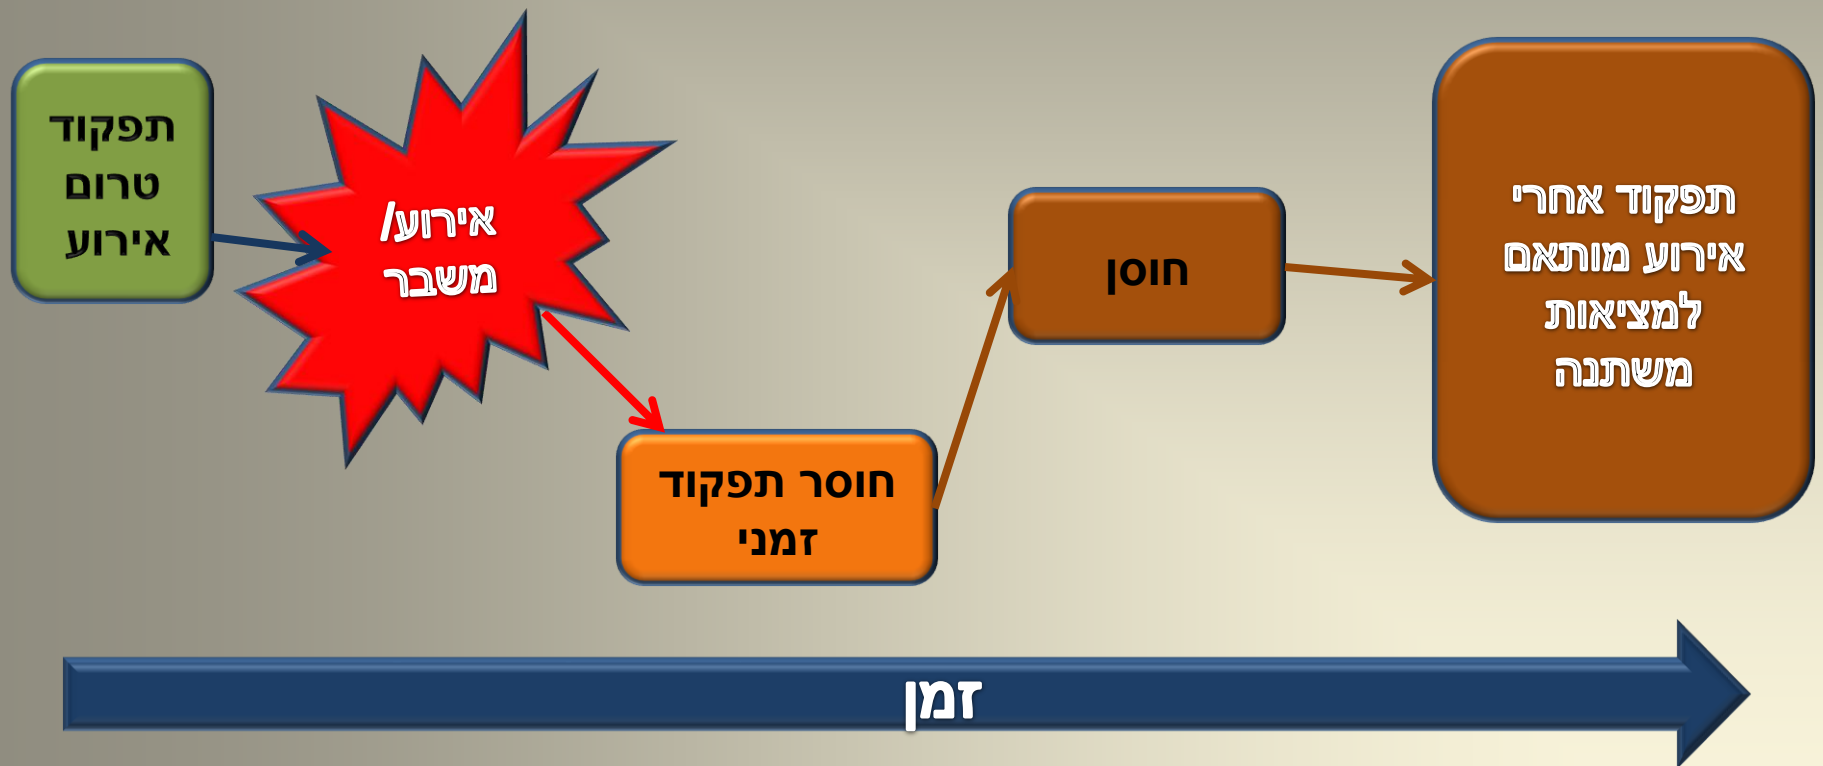 תפקוד
טרום
אירוע
אירוע/
משבר
חוסר תפקוד
זמני
חוסן
תפקוד אחרי
אירוע מותאם
למציאות
משתנה
זמן